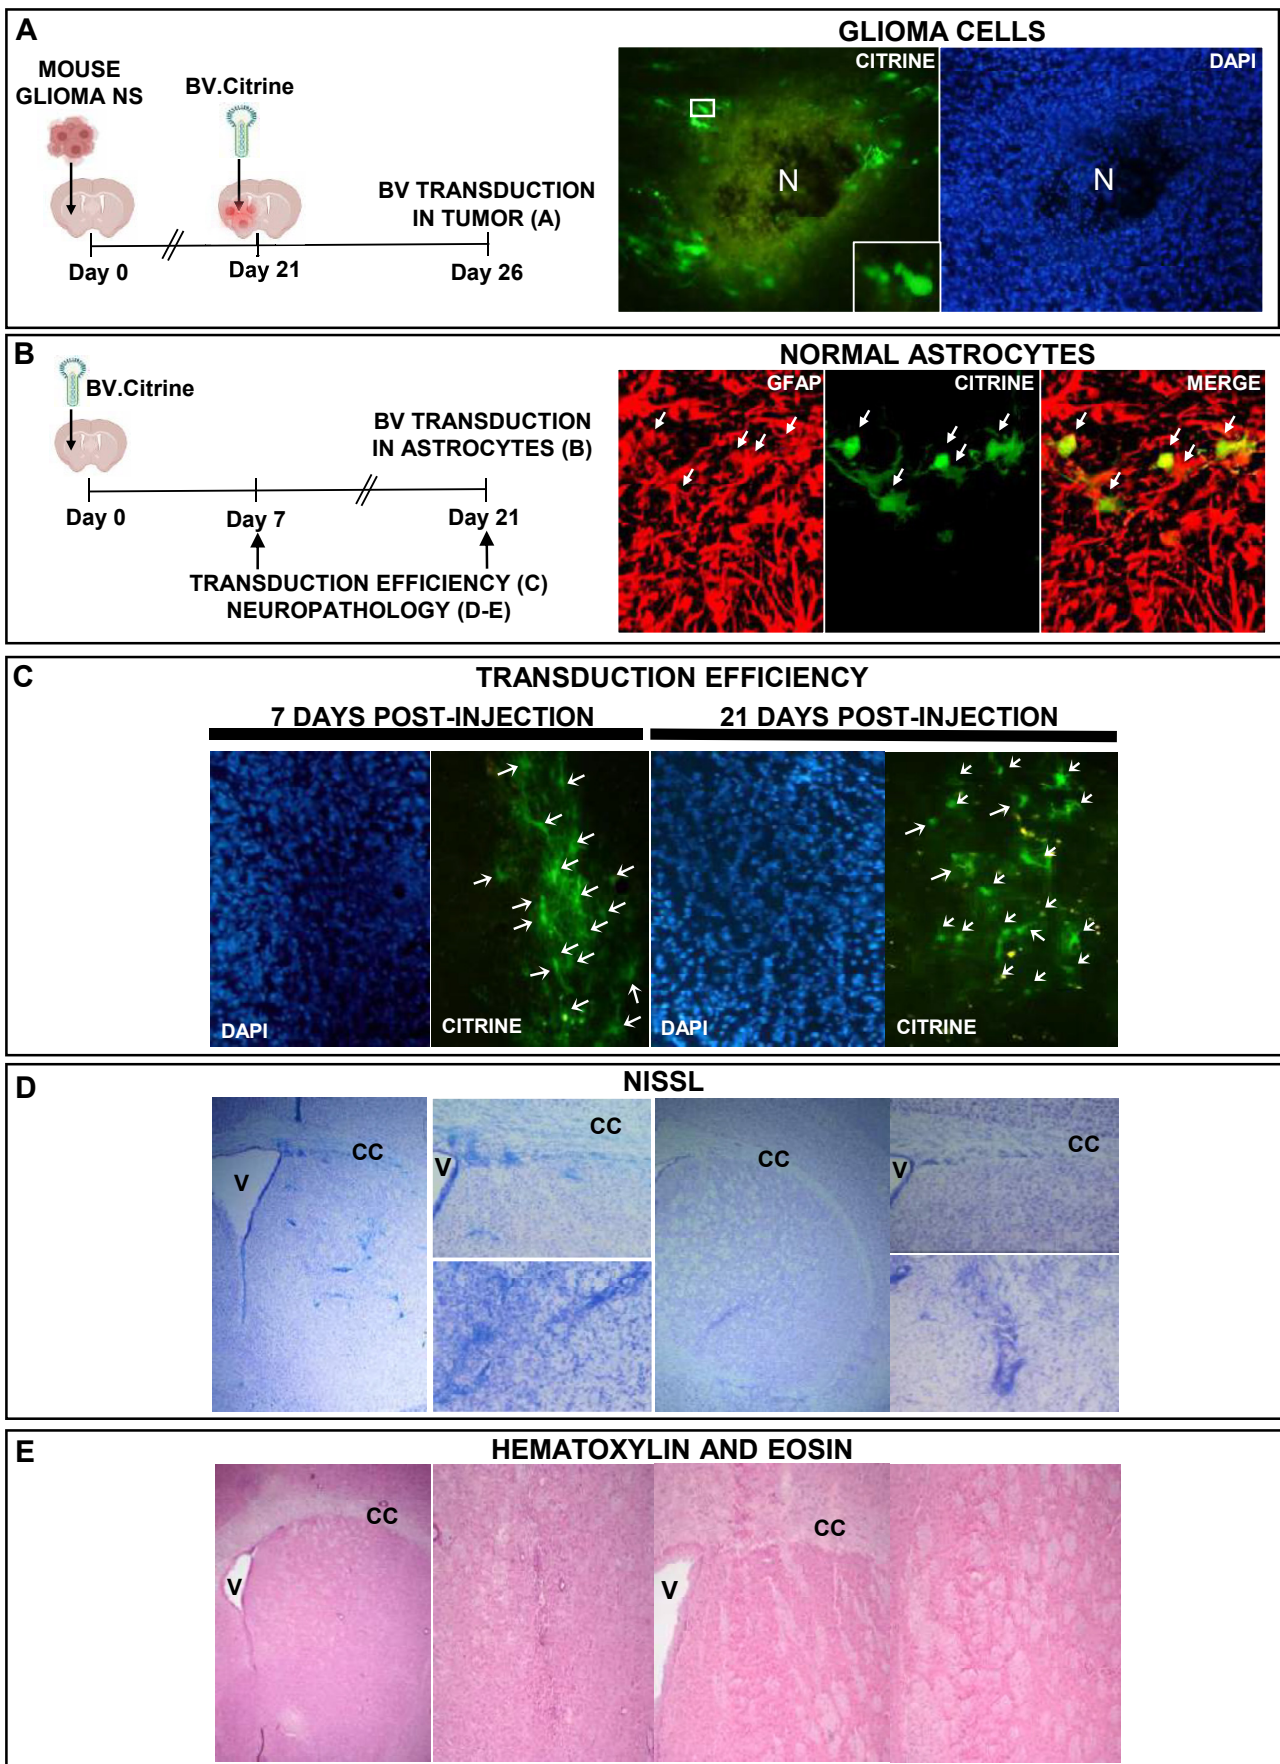 A
GLIOMA CELLS
MOUSE
GLIOMA NS
BV.Citrine
BV TRANSDUCTION
IN TUMOR (A)
Day 0
Day 21
Day 26
CITRINE
DAPI
N
N
B
NORMAL ASTROCYTES
BV.Citrine
BV TRANSDUCTION
IN ASTROCYTES (B)
Day 0
Day 7
Day 21
TRANSDUCTION EFFICIENCY (C)
NEUROPATHOLOGY (D-E)
GFAP
CITRINE
MERGE
C
TRANSDUCTION EFFICIENCY
7 DAYS POST-INJECTION
21 DAYS POST-INJECTION
DAPI
CITRINE
DAPI
CITRINE
D
NISSL
CC
V
CC
V
CC
CC
V
E
HEMATOXYLIN AND EOSIN
CC
V
CC
V